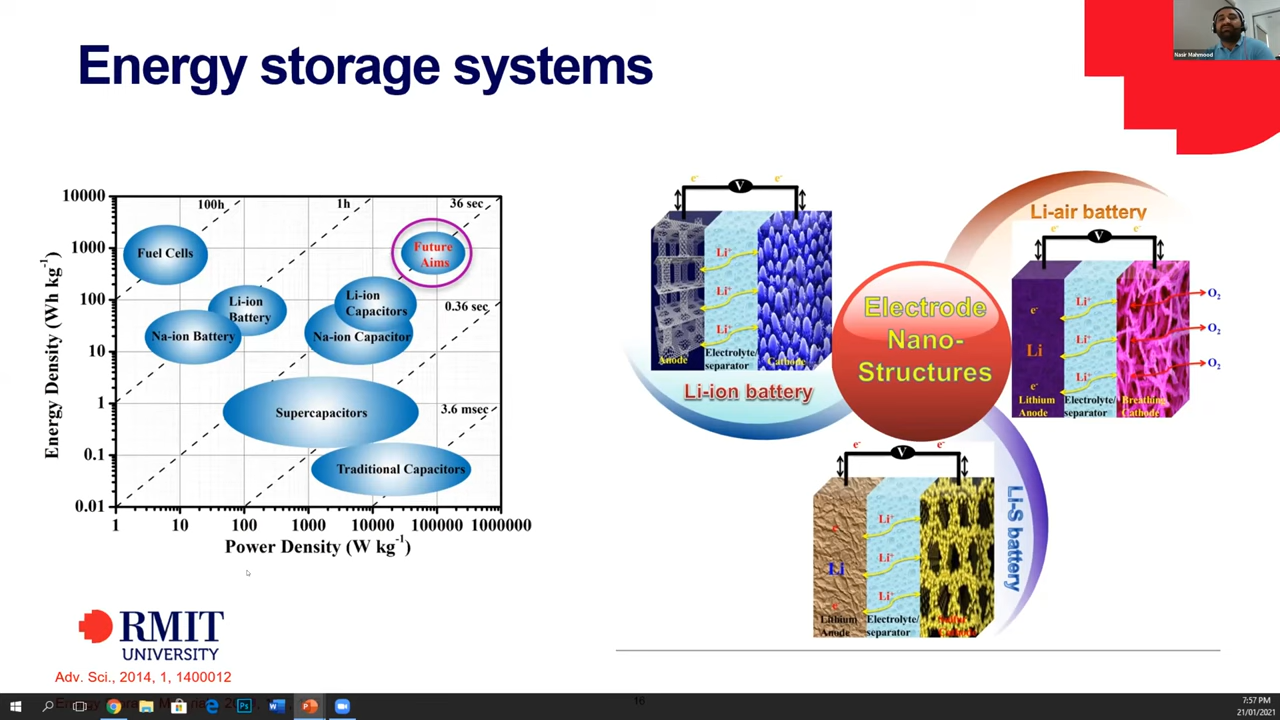 Energy storage systems
Nasir Mahmood
10000
1000
100
10
1
0.1
0.01
Energy Density (Wh kg-1)
100h
1h
36 sec
0.36 sec
3.6 msec
Fuel Cells
Future
Aims
Li-ion
Battery
Li-ion
Capacitors
Na-ion Battery
Na-ion Capacitor
Supercapacitors
Traditional Capacitors
1 10 100 1000 10000 100000 1000000
Power Density (W kg-1)
e-
V
e-
Li+
Li+
Li+
Anode
Electrolyte/
separator
Cathode
Li-ion battery
Electrode
Nano-
Structures
Li-air battery
e-
V
e-
e-
Li
e-
Li+
Li+
Li+
O2
O2
O2
Lithium
Anode
Electrolyte/
separator
Breathing
Cathode
e-
V
e-
e-
Li
e-
Li+
Li+
Li+
Lithium
Anode
Electrolyte/
separator
Li-S battery
RMIT
UNIVERSITY
Adv. Sci., 2014, 1, 1400012
16
7:57 PM
21/01/2021